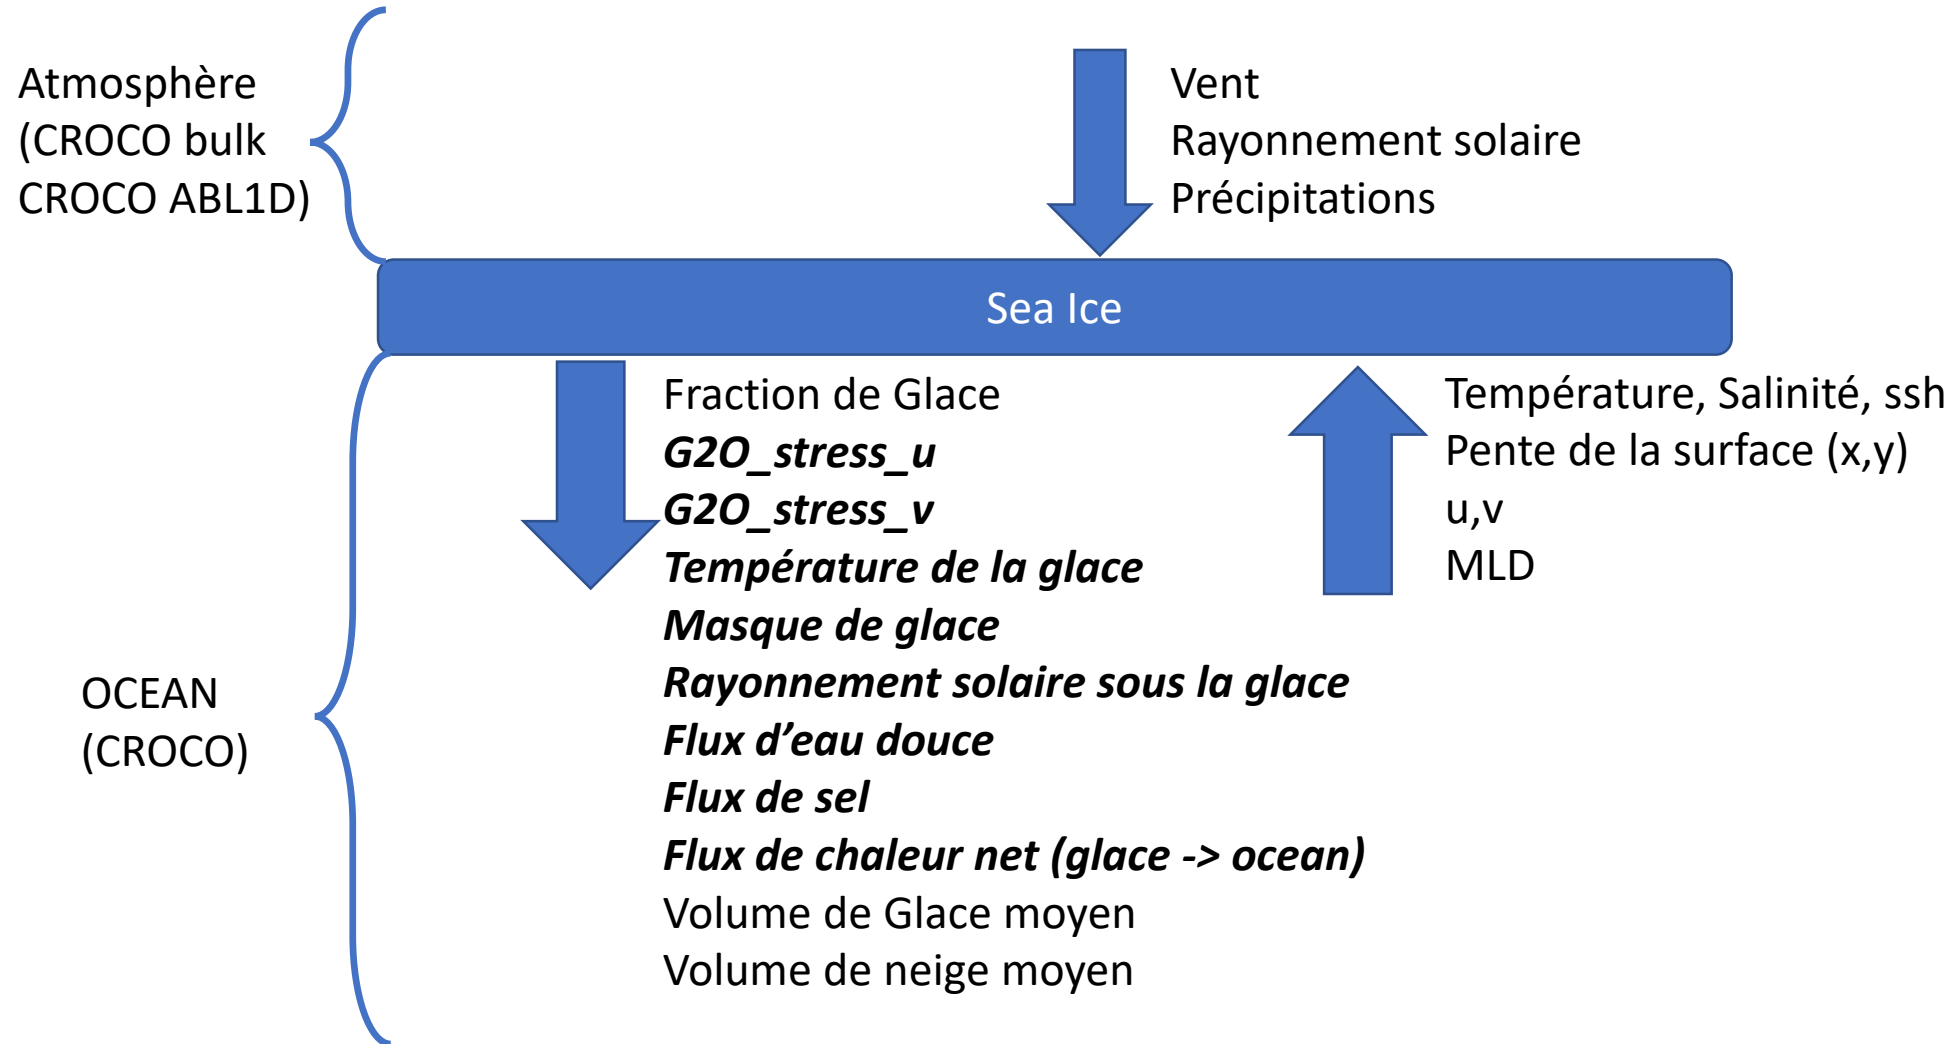 Atmosphère
(CROCO bulk
CROCO ABL1D)
Vent
Rayonnement solaire
Précipitations
Sea Ice
Fraction de Glace
G2O_stress_u
G2O_stress_v
Température de la glace
Masque de glace
Rayonnement solaire sous la glace
Flux d’eau douce
Flux de sel
Flux de chaleur net (glace -> ocean)
Volume de Glace moyen
Volume de neige moyen
Température, Salinité, ssh
Pente de la surface (x,y)
u,v
MLD
OCEAN
(CROCO)